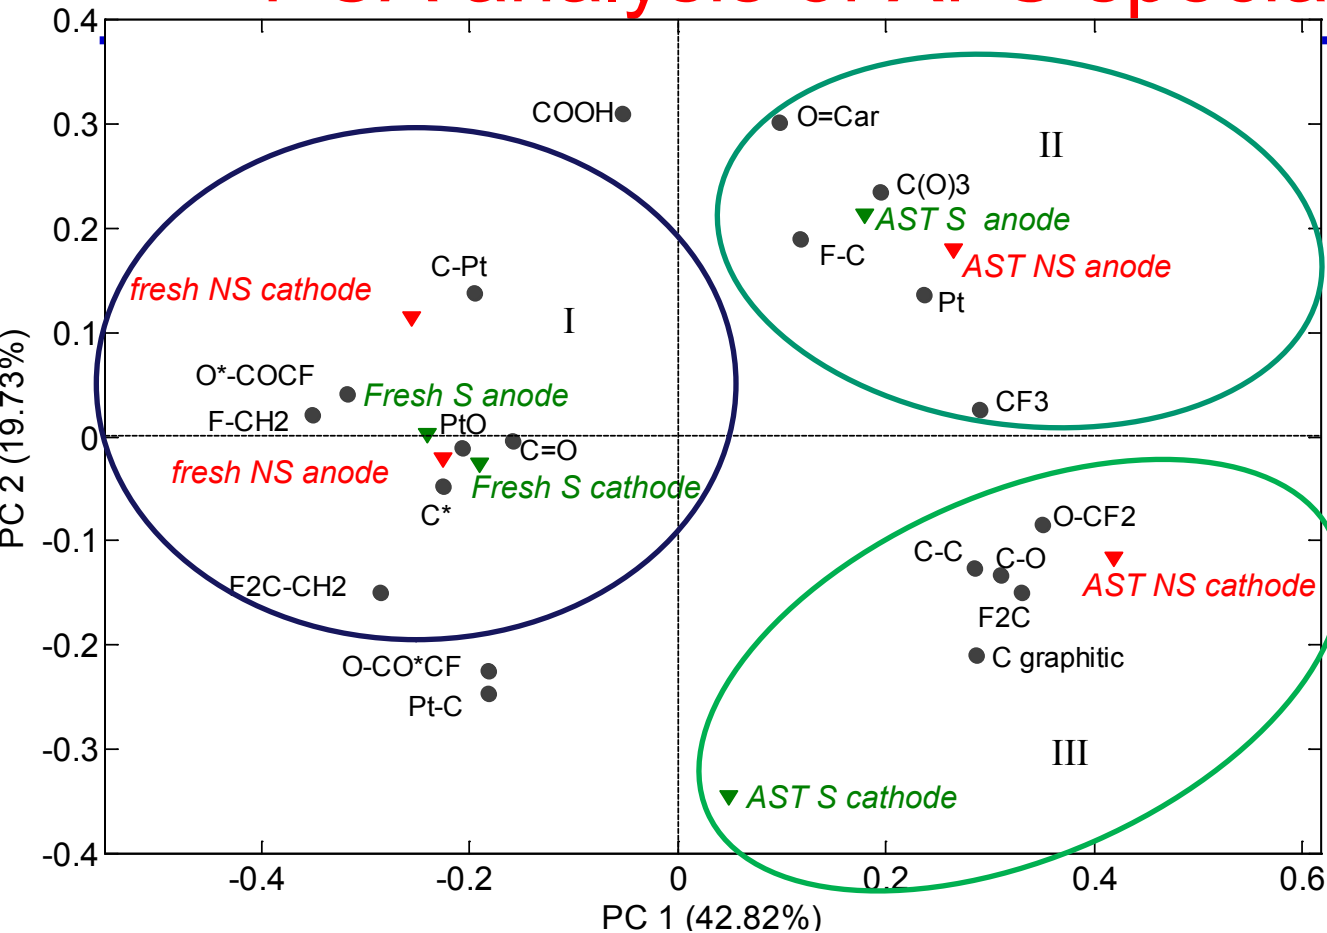 0.4
0.3
0.2
0.1
0
-0.1
-0.2
-0.3
-0.4
PC 2 (19.73%)
COOH
O=Car
II
C(O)3
AST S anode
F-C
AST NS anode
Pt
CF3
C-Pt
fresh NS cathode
I
O*-COCF
Fresh S anode
F-CH2
PtO
C=O
fresh NS anode
Fresh S cathode
C*
F2C-CH2
O-CO*CF
Pt-C
O-CF2
C-C
C-O
AST NS cathode
F2C
C graphitic
III
AST S cathode
-0.4
-0.2
0
0.2
0.4
0.6
PC 1 (42.82%)